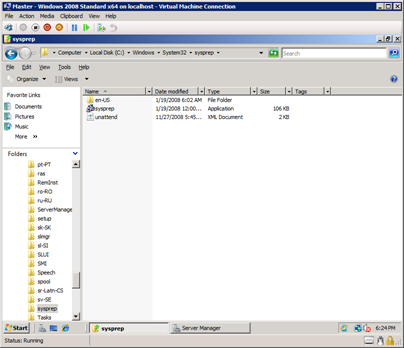 Master - Windows 2008 Standard x64 on localhost - Virtual Machine Connection
File Action Media Clipboard View Help
sysprep
Computer Local Disk (C:) Windows System32 sysprep Search
File Edit View Tools Help
Organize Views
Favorite Links
Documents
Pictures
Music
More »
Folders
pt-PT
ras
RemInst
ro-RO
ru-RU
ServerManage
setup
sk-SK
slmgr
sl-SI
SLUI
SMI
Speech
spool
sr-Latn-CS
sv-SE
sysprep
Tasks
Name Date modified Type Size Tags
en-US 1/19/2008 6:02 AM File Folder
sysprep 1/19/2008 12:00... Application 106 KB
unattend 11/27/2008 5:45... XML Document 2 KB
Start sysprep Server Manager 6:24 PM
Status: Running